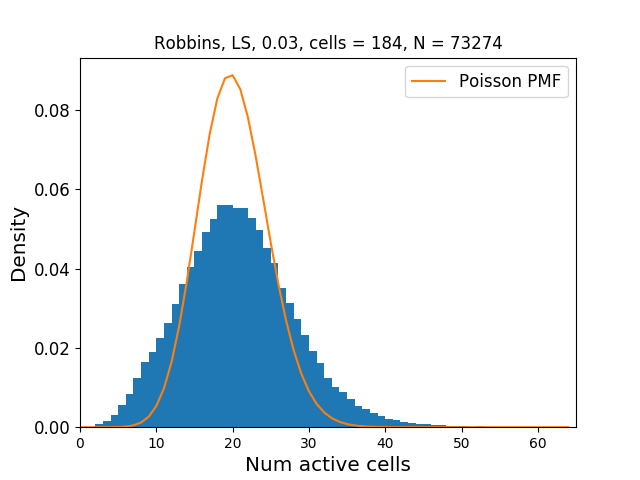 Robbins, LS, 0.03, cells = 184, N = 73274
Poisson PMF
Density
0.08
0.06
0.04
0.02
0.00
0 10 20 30 40 50 60
Num active cells